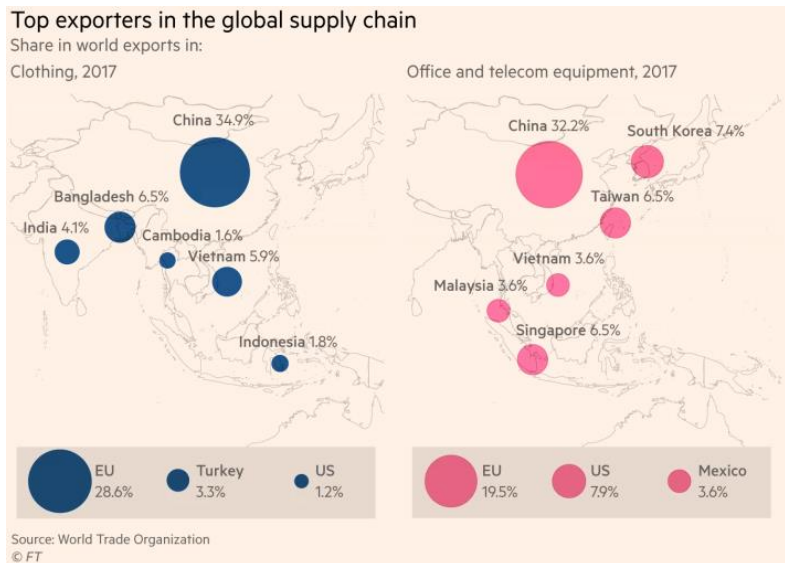 Top exporters in the global supply chain
Share in world exports in:
Clothing, 2017
China 34.9%
Bangladesh 6.5%
India 4.1%
Cambodia 1.6%
Vietnam 5.9%
Indonesia 1.8%
EU
28.6%
Turkey
3.3%
US
1.2%
Office and telecom equipment, 2017
China 32.2%
South Korea 7.4%
Taiwan 6.5%
Vietnam 3.6%
Malaysia 3.6%
Singapore 6.5%
EU
19.5%
US
7.9%
Mexico
3.6%
Source: World Trade Organization
© FT